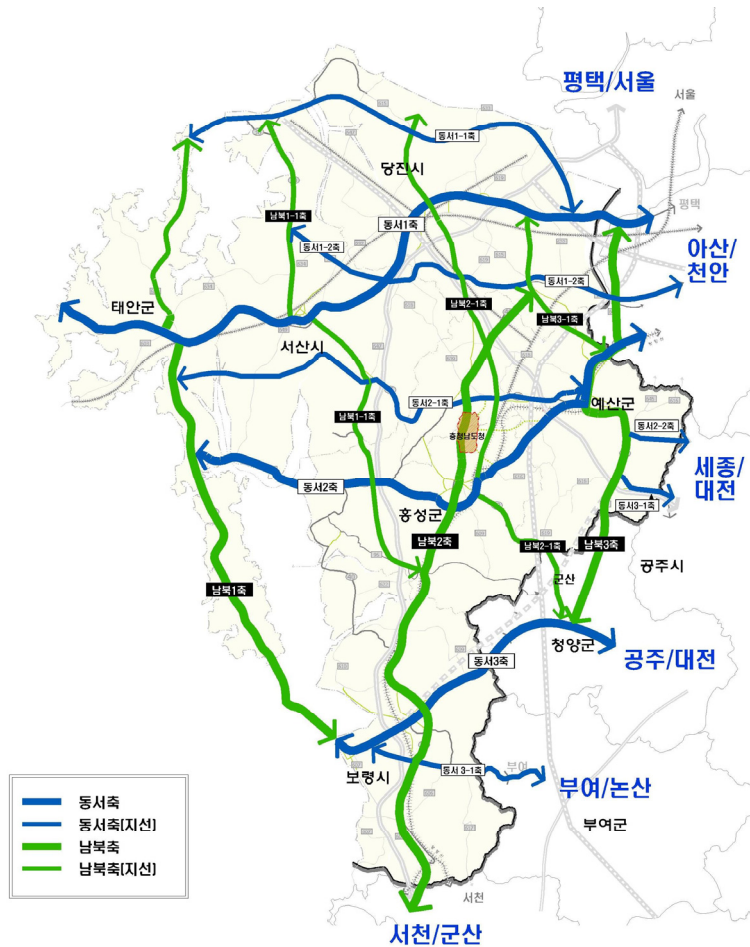 평택/서울
서울
동서1-1축
당진시
평택
남북1-1축
동서1축
아산/
천안
동서1-2축
동서1-2축
태안군
남북2-1축
남북3-1축
서산시
예산군
동서2-1축
남북1-1축
동서2-2축
충청남도청
세종/
대전
동서2축
동서3-1축
홍성군
남북2축
남북2-1축
남북3축
공주시
군산
남북1축
청양군
공주/대전
동서3축
보령시
동서 3-1축
부여
부여/논산
부여군
동서축
동서축(지선)
남북축
남북축(지선)
서천
서천/군산